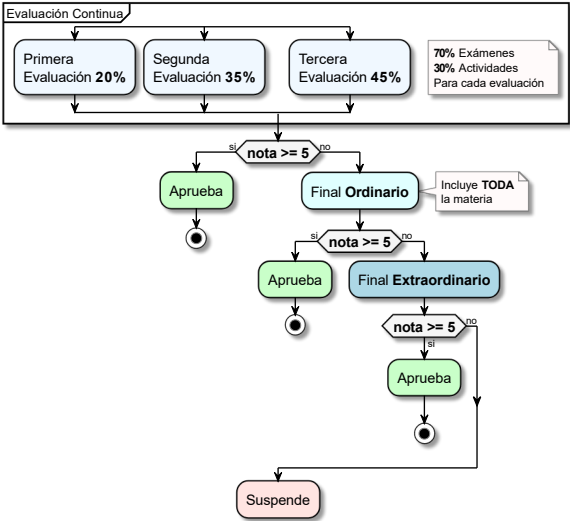 Evaluación Continua
Primera
Evaluación 20%
Segunda
Evaluación 35%
Tercera
Evaluación 45%
70% Exámenes
30% Actividades
Para cada evaluación
si
nota >= 5
no
Aprueba
Final Ordinario
Incluye TODA
la materia
si
nota >= 5
no
Aprueba
Final Extraordinario
nota >= 5
no
si
Aprueba
Suspende